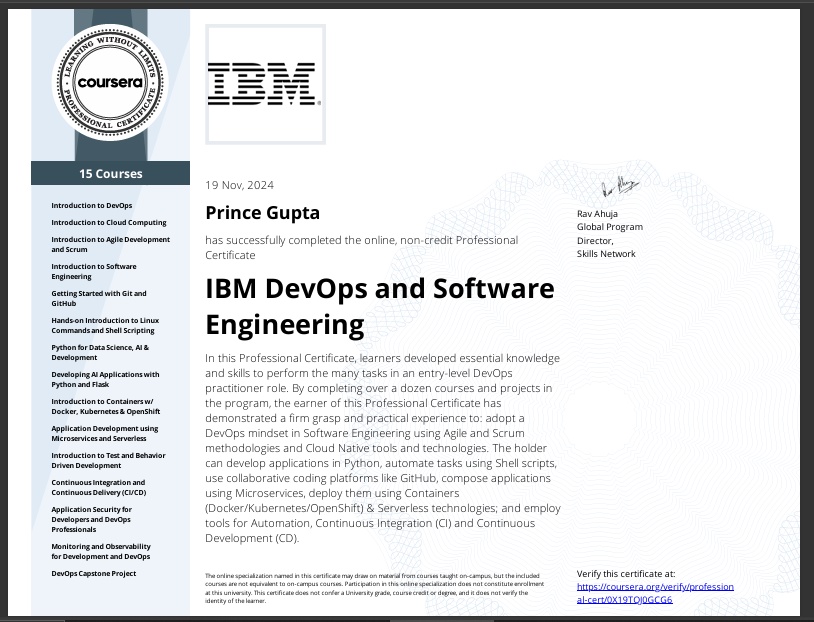 LEARNING WITHOUT LIMITS
coursera
PROFESSIONAL CERTIFICATE
IBM
15 Courses
Introduction to DevOps
Introduction to Cloud Computing
Introduction to Agile Development
and Scrum
Introduction to Software
Engineering
Getting Started with Git and
GitHub
Hands-on Introduction to Linux
Commands and Shell Scripting
Python for Data Science, AI &
Development
Developing AI Applications with
Python and Flask
Introduction to Containers w/
Docker, Kubernetes & OpenShift
Application Development using
Microservices and Serverless
Introduction to Test and Behavior
Driven Development
Continuous Integration and
Continuous Delivery (CI/CD)
Application Security for
Developers and DevOps
Professionals
Monitoring and Observability
for Development and DevOps
DevOps Capstone Project
19 Nov, 2024
Prince Gupta
has successfully completed the online, non-credit Professional
Certificate
IBM DevOps and Software
Engineering
In this Professional Certificate, learners developed essential knowledge
and skills to perform the many tasks in an entry-level DevOps
practitioner role. By completing over a dozen courses and projects in
the program, the earner of this Professional Certificate has
demonstrated a firm grasp and practical experience to: adopt a
DevOps mindset in Software Engineering using Agile and Scrum
methodologies and Cloud Native tools and technologies. The holder
can develop applications in Python, automate tasks using Shell scripts,
use collaborative coding platforms like GitHub, compose applications
using Microservices, deploy them using Containers
(Docker/Kubernetes/OpenShift) & Serverless technologies; and employ
tools for Automation, Continuous Integration (CI) and Continuous
Development (CD).
The online specialization named in this certificate may draw on material from courses taught on-campus, but the included
courses are not equivalent to on-campus courses. Participation in this online specialization does not constitute enrollment
at this university. This certificate does not confer a University grade, course credit or degree, and it does not verify the
identity of the learner.
Rav Ahuja
Global Program
Director,
Skills Network
Verify this certificate at:
https://coursera.org/verify/profession
al-cert/0X19TQJ0GCG6